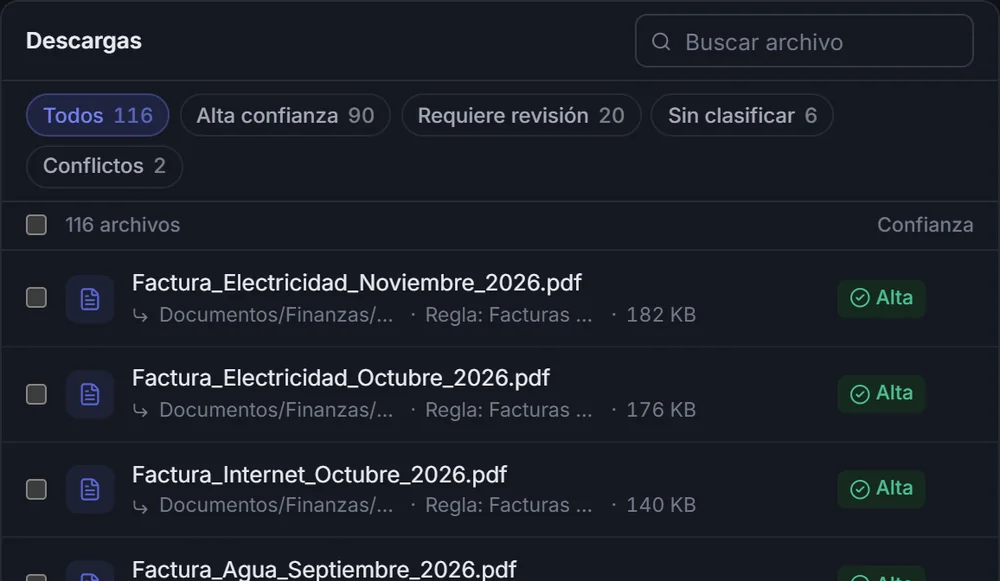 Descargas
Buscar archivo
Todos 116 Alta confianza 90 Requiere revisión 20 Sin clasificar 6
Conflictos 2
116 archivos Confianza
Factura_Electricidad_Noviembre_2026.pdf
Documentos/Finanzas/... · Regla: Facturas ... · 182 KB
Alta
Factura_Electricidad_Octubre_2026.pdf
Documentos/Finanzas/... · Regla: Facturas ... · 176 KB
Alta
Factura_Internet_Octubre_2026.pdf
Documentos/Finanzas/... · Regla: Facturas ... · 140 KB
Alta
Factura_Agua_Septiembre_2026.pdf
Alta